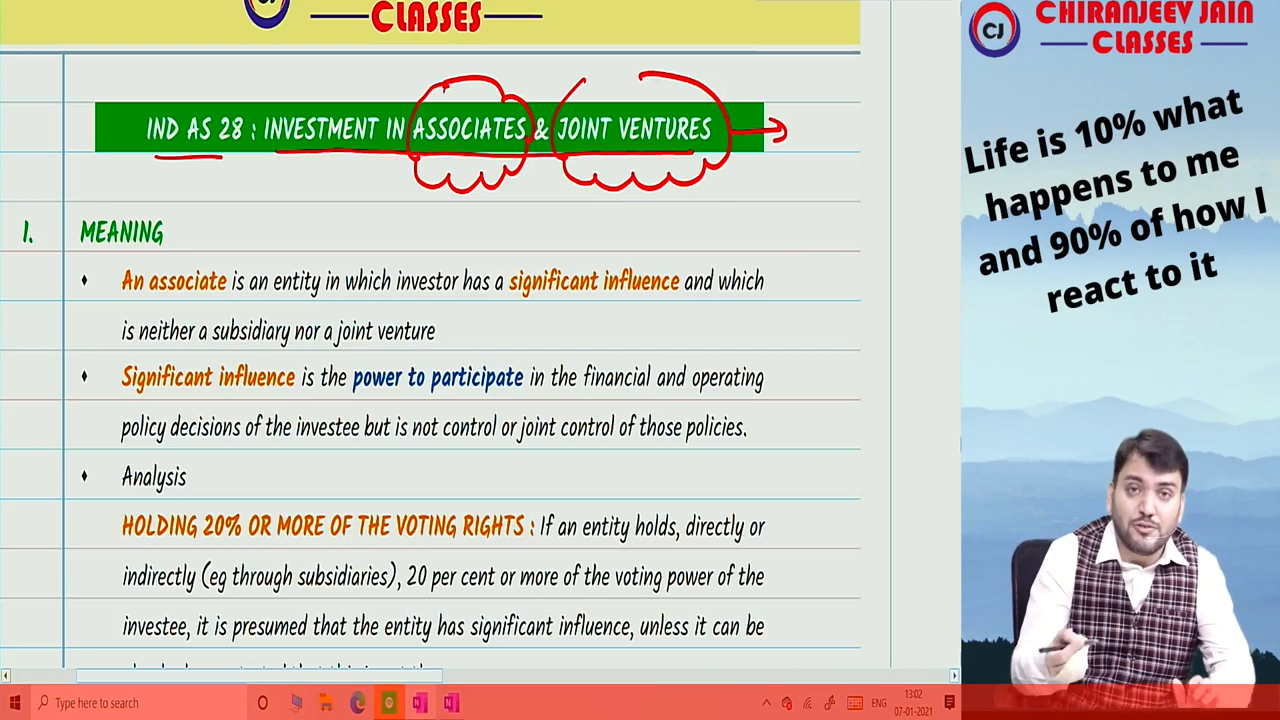 CJ
CLASSES
IND AS 28 : INVESTMENT IN ASSOCIATES & JOINT VENTURES
1. MEANING
An associate is an entity in which investor has a significant influence and which
is neither a subsidiary nor a joint venture
Significant influence is the power to participate in the financial and operating
policy decisions of the investee but is not control or joint control of those policies.
Analysis
HOLDING 20% OR MORE OF THE VOTING RIGHTS : If an entity holds, directly or
indirectly (eg through subsidiaries), 20 per cent or more of the voting power of the
investee, it is presumed that the entity has significant influence, unless it can be
CJ
CHIRANJEEV JAIN
CLASSES
Life is 10% what
happens to me
and 90% of how I
react to it
Type here to search
ENG
13:02
07-01-2021